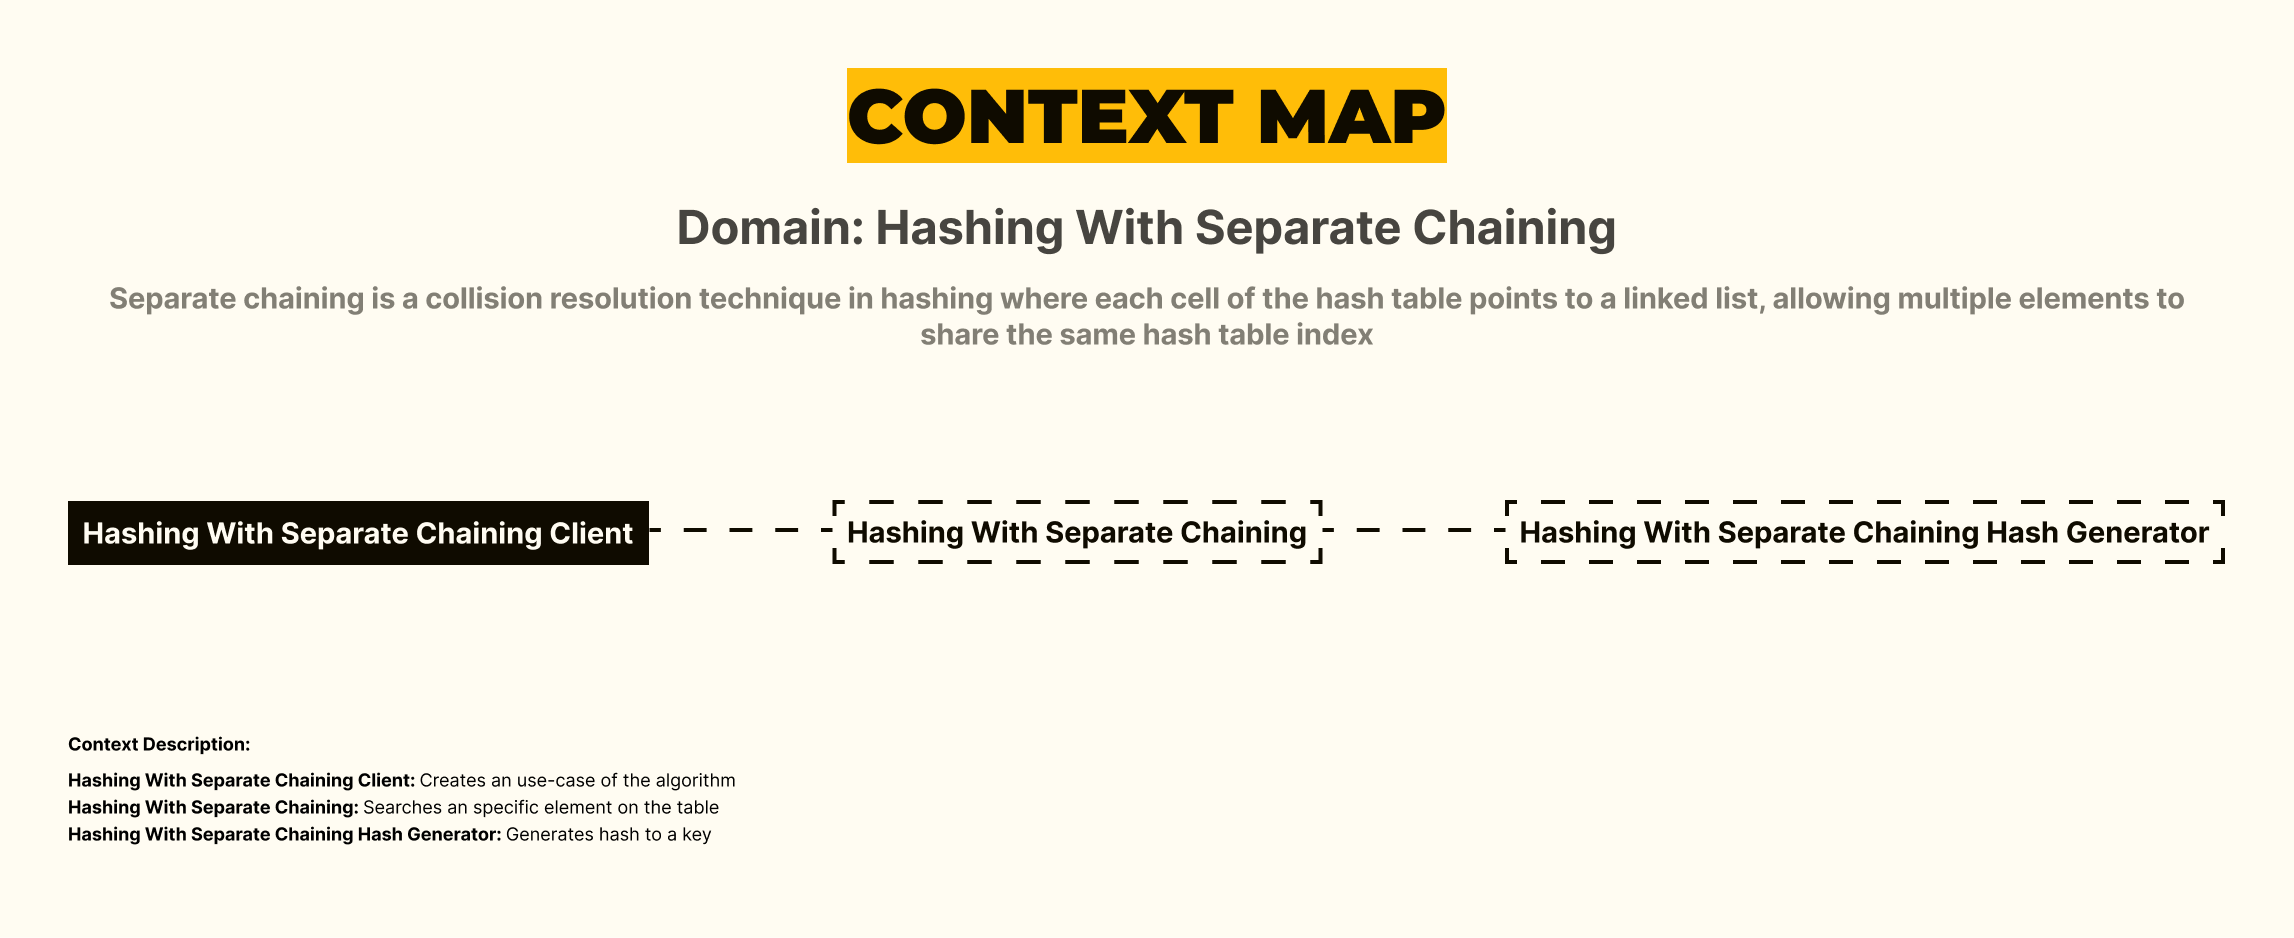 CONTEXT MAP
Domain: Hashing With Separate Chaining
Separate chaining is a collision resolution technique in hashing where each cell of the hash table points to a linked list, allowing multiple elements to
share the same hash table index
Hashing With Separate Chaining Client
Hashing With Separate Chaining
Hashing With Separate Chaining Hash Generator
Context Description:
Hashing With Separate Chaining Client: Creates an use-case of the algorithm
Hashing With Separate Chaining: Searches an specific element on the table
Hashing With Separate Chaining Hash Generator: Generates hash to a key